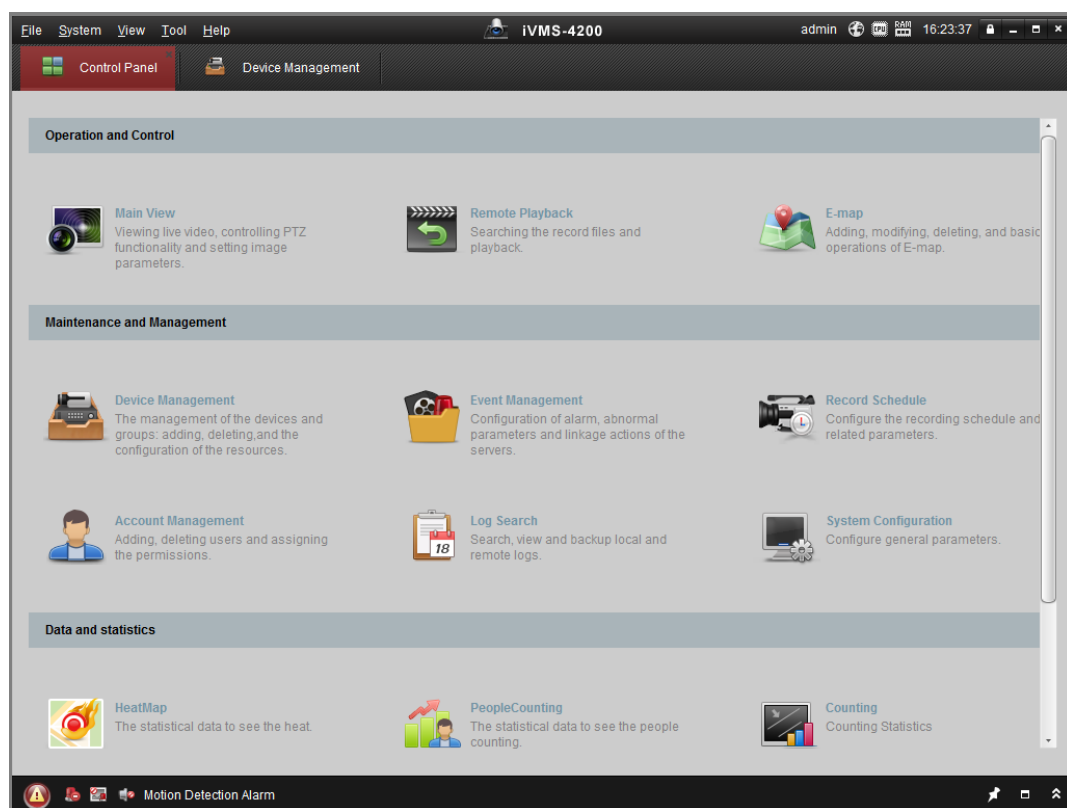 File System View Tool Help iVMS-4200 admin CPU RAM 16:23:37
Control Panel Device Management
Operation and Control
Main View
Viewing live video, controlling PTZ
functionality and setting image
parameters.
Remote Playback
Searching the record files and
playback.
E-map
Adding, modifying, deleting, and basic
operations of E-map.
Maintenance and Management
Device Management
The management of the devices and
groups: adding, deleting,and the
configuration of the resources.
Event Management
Configuration of alarm, abnormal
parameters and linkage actions of the
servers.
Record Schedule
Configure the recording schedule and
related parameters.
Account Management
Adding, deleting users and assigning
the permissions.
18
Log Search
Search, view and backup local and
remote logs.
System Configuration
Configure general parameters.
Data and statistics
HeatMap
The statistical data to see the heat.
PeopleCounting
The statistical data to see the people
counting.
Counting
Counting Statistics
Motion Detection Alarm